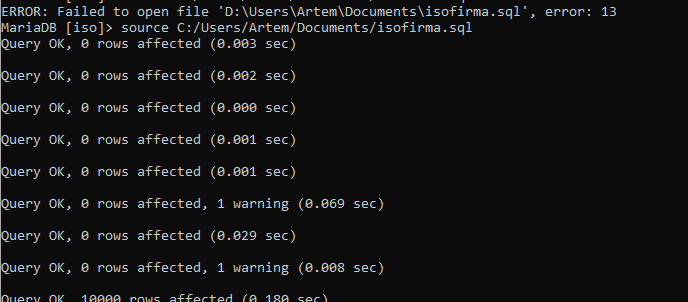 ERROR: Failed to open file 'D:\Users\Artem\Documents\isofirma.sql', error: 13
MariaDB [iso]> source C:/Users/Artem/Documents/isofirma.sql
Query OK, 0 rows affected (0.003 sec)
Query OK, 0 rows affected (0.002 sec)
Query OK, 0 rows affected (0.000 sec)
Query OK, 0 rows affected (0.001 sec)
Query OK, 0 rows affected (0.001 sec)
Query OK, 0 rows affected, 1 warning (0.069 sec)
Query OK, 0 rows affected (0.029 sec)
Query OK, 0 rows affected, 1 warning (0.008 sec)
Query OK, 10000 rows affected (0.180 sec)